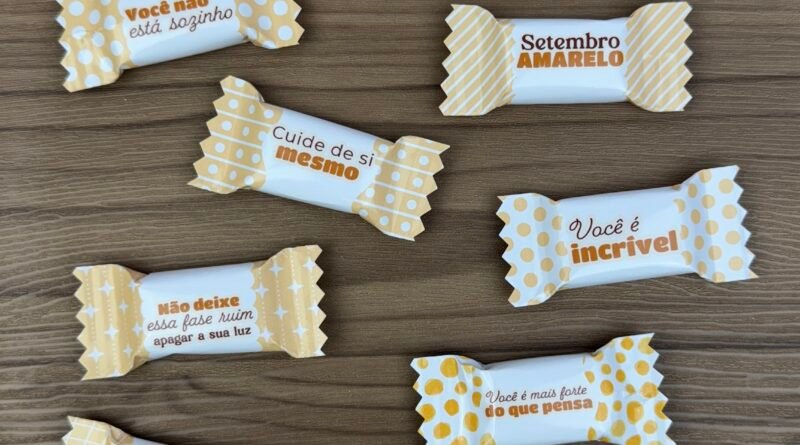 Você não
está sozinho
Setembro
AMARELO
Cuide de si
mesmo
Você é
incrível
Não deixe
essa fase ruim
apagar a sua luz
Você é mais forte
do que pensa